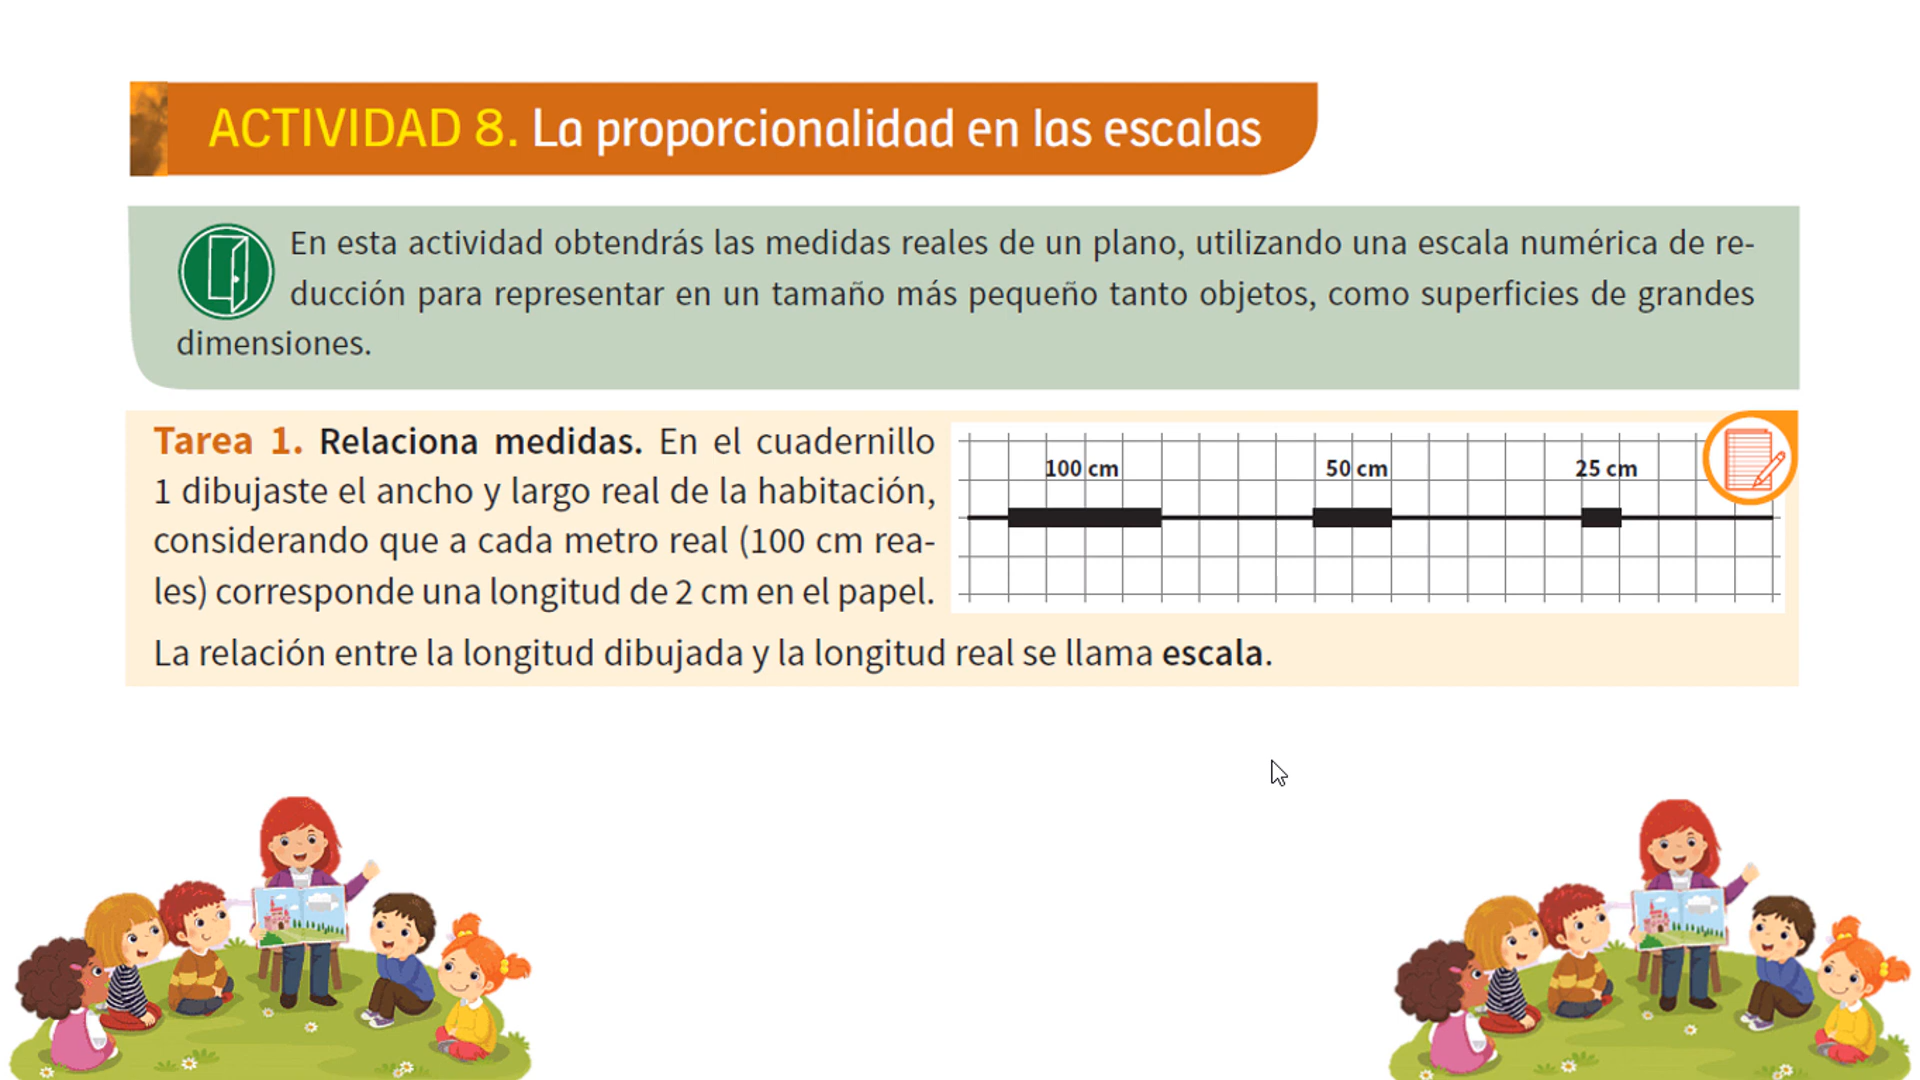 ACTIVIDAD 8. La proporcionalidad en las escalas
En esta actividad obtendrás las medidas reales de un plano, utilizando una escala numérica de re-
ducción para representar en un tamaño más pequeño tanto objetos, como superficies de grandes
dimensiones.
Tarea 1. Relaciona medidas. En el cuadernillo
1 dibujaste el ancho y largo real de la habitación,
considerando que a cada metro real (100 cm rea-
les) corresponde una longitud de 2 cm en el papel.
La relación entre la longitud dibujada y la longitud real se llama escala.
100 cm
50 cm
25 cm